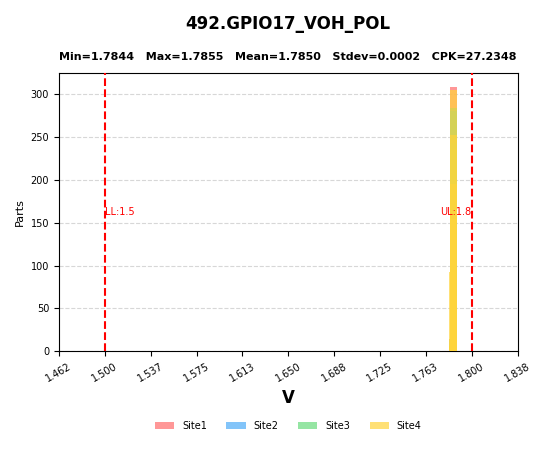 492.GPIO17_VOH_POL
Min=1.7844 Max=1.7855 Mean=1.7850 Stdev=0.0002 CPK=27.2348
300
250
200
150
100
50
0
Parts
LL:1.5
UL:1.8
1.462 1.500 1.537 1.575 1.613 1.650 1.688 1.725 1.763 1.800 1.838
V
Site1 Site2 Site3 Site4